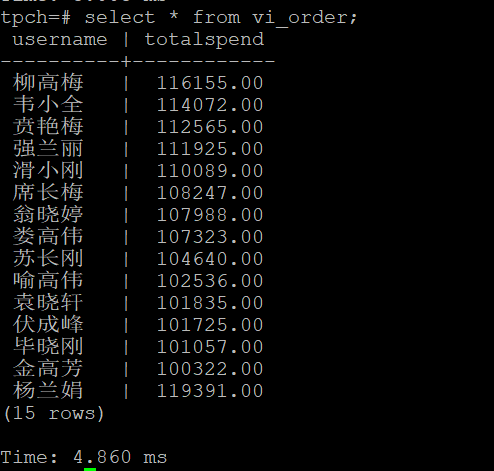 tpch=# select * from vi_order;
username | totalspend
----------+------------
柳高梅 | 116155.00
韦小全 | 114072.00
贲艳梅 | 112565.00
强兰丽 | 111925.00
滑小刚 | 110089.00
席长梅 | 108247.00
翁晓婷 | 107988.00
娄高伟 | 107323.00
苏长刚 | 104640.00
喻高伟 | 102536.00
袁晓轩 | 101835.00
伏成峰 | 101725.00
毕晓刚 | 101057.00
金高芳 | 100322.00
杨兰娟 | 119391.00
(15 rows)
Time: 4.860 ms